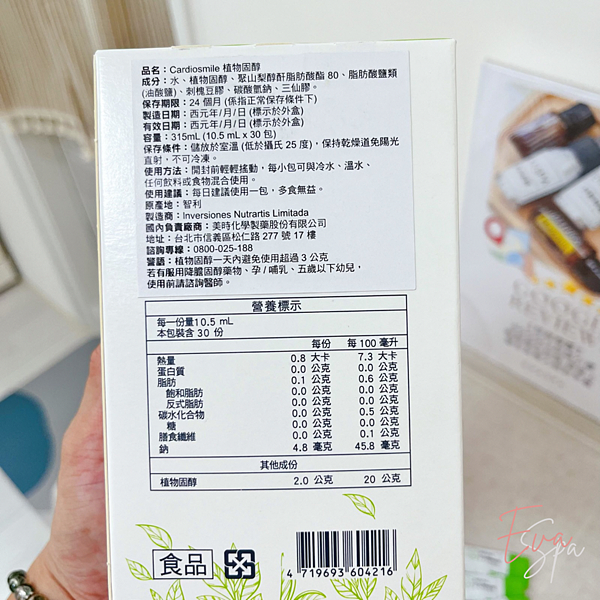 品名：Cardiosmile 植物固醇
成分：水、植物固醇、聚山梨醇酐脂肪酸酯 80、脂肪酸鹽類
(油酸鹽)、刺槐豆膠、碳酸氫鈉、三仙膠。
保存期限：24 個月 (係指正常保存條件下)
製造日期：西元/年/月/日 (標示於外盒)
有效日期：西元/年/月/日 (標示於外盒)
容量：315mL (10.5 mL x 30 包)
保存條件：儲放於室溫 (低於攝氏 25 度)，保持乾燥道免陽光
直射，不可冷凍。
使用方法：開封前輕輕搖動，每小包可與冷水、溫水、
任何飲料或食物混合使用。
使用建議：每日建議使用一包，多食無益。
原產地：智利
製造商：Inversiones Nutrartis Limitada
國內負責廠商：美時化學製藥股份有限公司
地址：台北市信義區松仁路 277 號 17 樓
諮詢專線：0800-025-188
警語：植物固醇一天內避免使用超過 3 公克
若有服用降膽固醇藥物、孕/哺乳、五歲以下幼兒，
使用前請諮詢醫師。
營養標示
每一份量10.5 mL
本包裝含 30 份
每份 每 100 毫升
熱量 0.8 大卡 7.3 大卡
蛋白質 0.0 公克 0.0 公克
脂肪 0.1 公克 0.6 公克
飽和脂肪 0.0 公克 0.0 公克
反式脂肪 0.0 公克 0.0 公克
碳水化合物 0.0 公克 0.5 公克
糖 0.0 公克 0.0 公克
膳食纖維 0.0 公克 0.1 公克
鈉 4.8 毫克 45.8 毫克
其他成份
植物固醇 2.0 公克 20 公克
食品
4 719693 604216
Eva
Spa